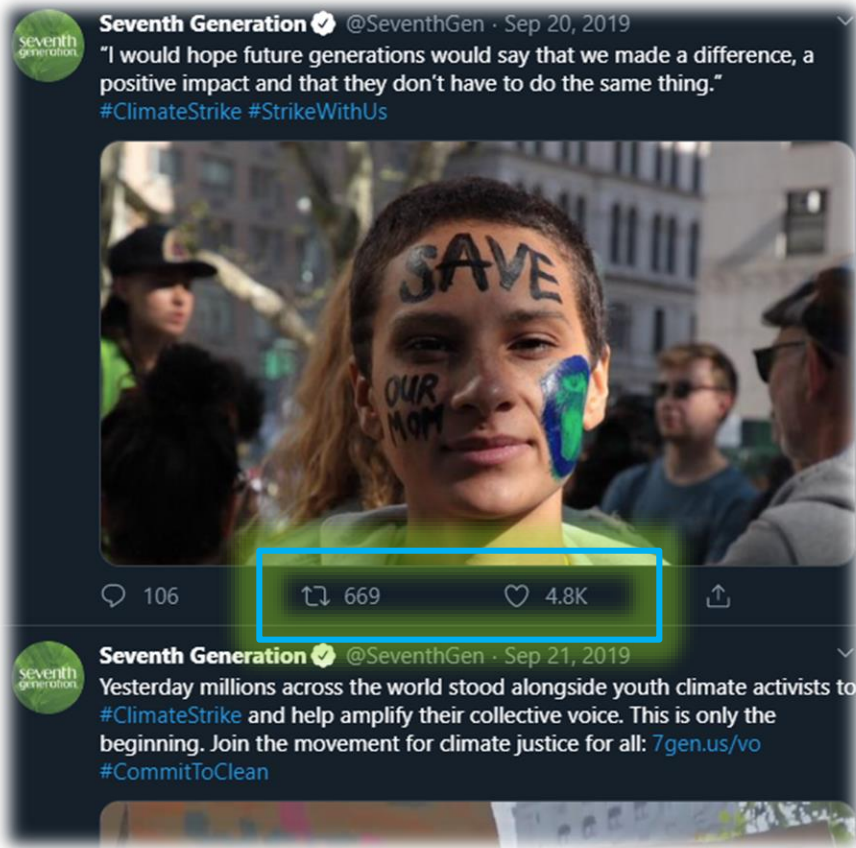 seventh
generation
Seventh Generation @SeventhGen · Sep 20, 2019
“I would hope future generations would say that we made a difference, a
positive impact and that they don’t have to do the same thing.”
#ClimateStrike #StrikeWithUs
SAVE
OUR
MOM
106 669 4.8K
seventh
generation
Seventh Generation @SeventhGen · Sep 21, 2019
Yesterday millions across the world stood alongside youth climate activists to
#ClimateStrike and help amplify their collective voice. This is only the
beginning. Join the movement for climate justice for all: 7gen.us/vo
#CommitToClean